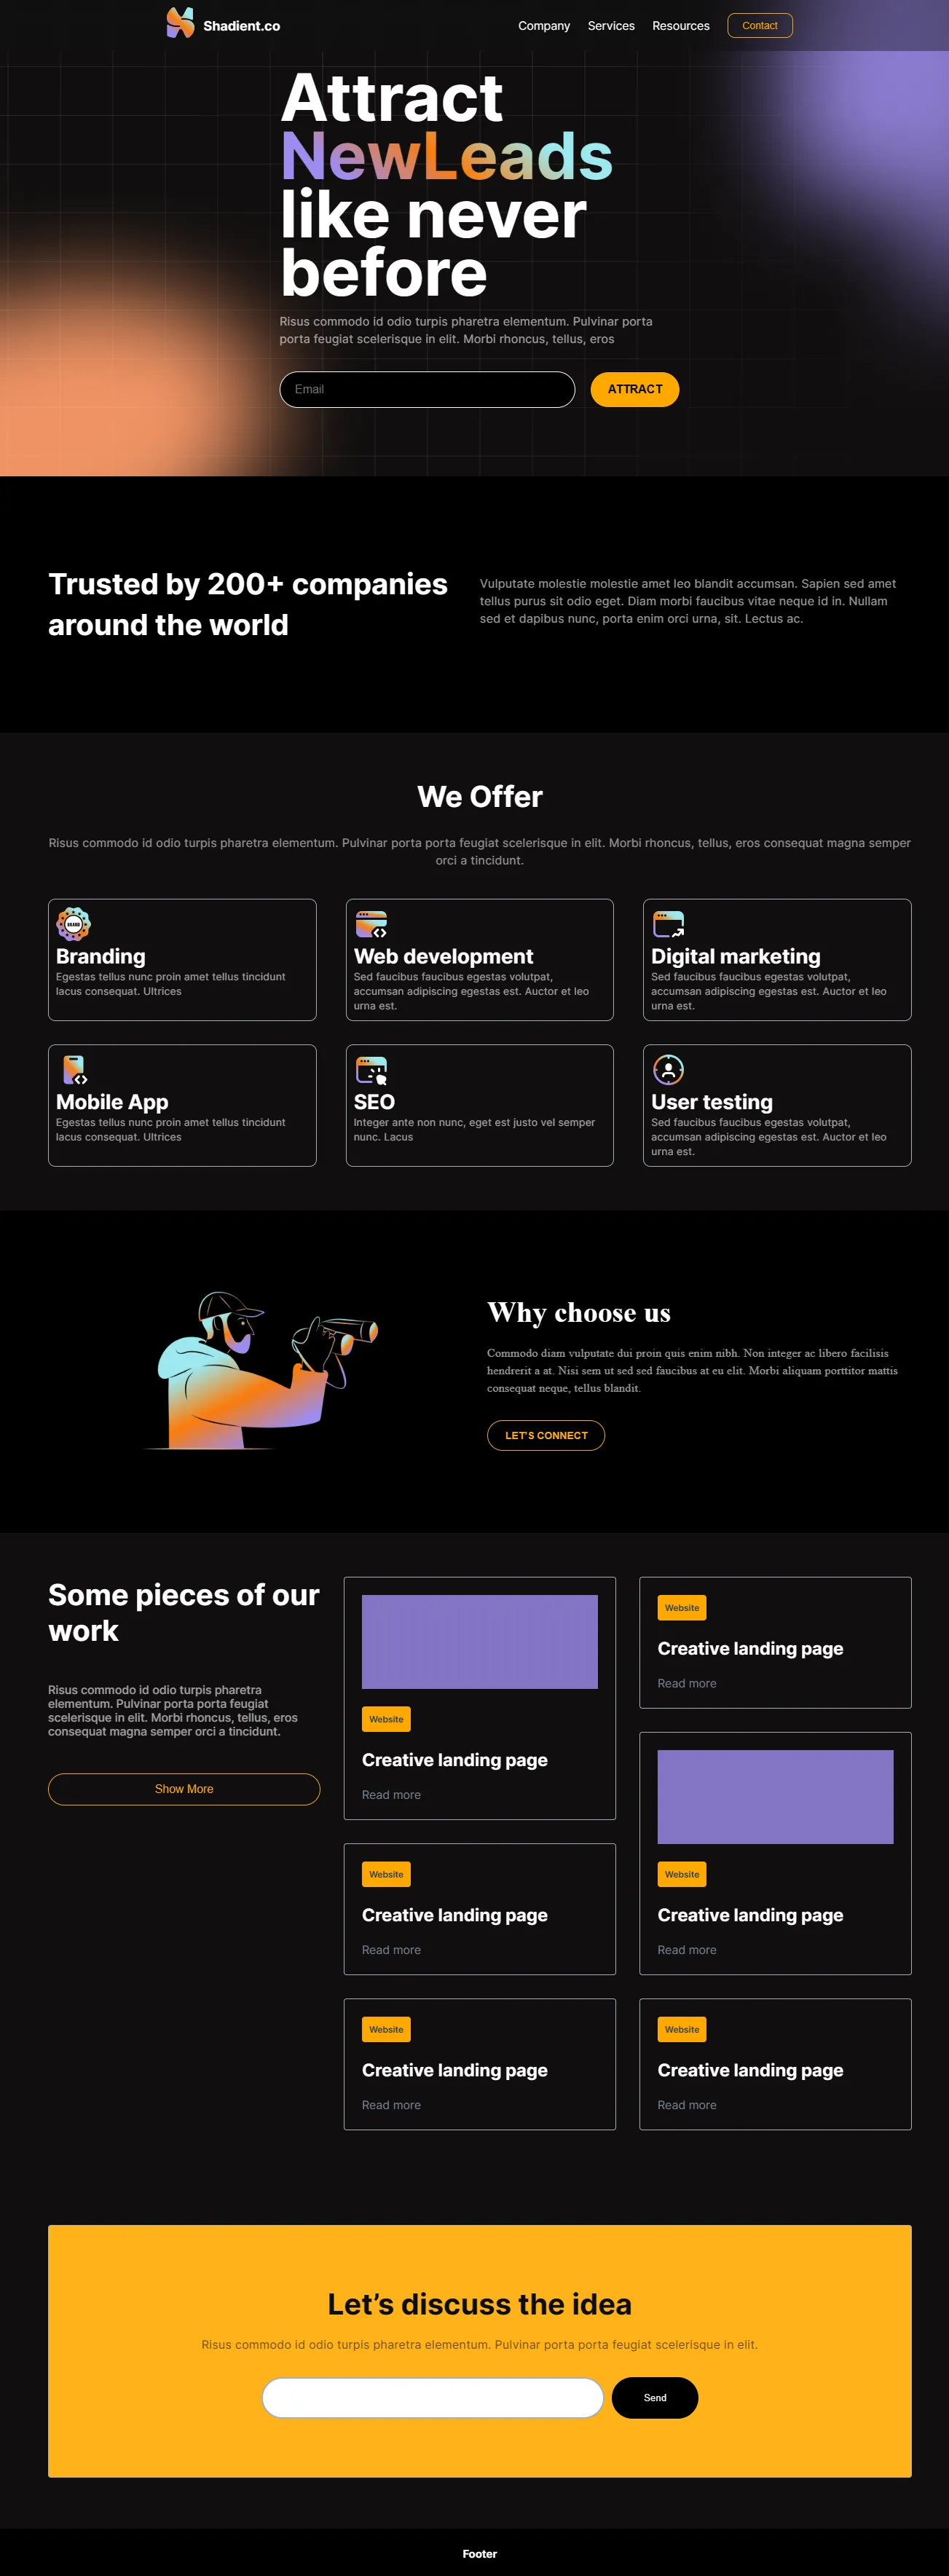 Shadient.co
Company
Services
Resources
Contact
Attract
NewLeads
like never
before
Risus commodo id odio turpis pharetra elementum. Pulvinar porta
porta feugiat scelerisque in elit. Morbi rhoncus, tellus, eros
Email
ATTRACT
Trusted by 200+ companies
around the world
Vulputate molestie molestie amet leo blandit accumsan. Sapien sed amet
tellus purus sit odio eget. Diam morbi faucibus vitae neque id in. Nullam
sed et dapibus nunc, porta enim orci urna, sit. Lectus ac.
We Offer
Risus commodo id odio turpis pharetra elementum. Pulvinar porta porta feugiat scelerisque in elit. Morbi rhoncus, tellus, eros consequat magna semper
orci a tincidunt.
BRAND
Branding
Egestas tellus nunc proin amet tellus tincidunt
lacus consequat. Ultrices
Web development
Sed faucibus faucibus egestas volutpat,
accumsan adipiscing egestas est. Auctor et leo
urna est.
Digital marketing
Sed faucibus faucibus egestas volutpat,
accumsan adipiscing egestas est. Auctor et leo
urna est.
Mobile App
Egestas tellus nunc proin amet tellus tincidunt
lacus consequat. Ultrices
SEO
Integer ante non nunc, eget est justo vel semper
nunc. Lacus
User testing
Sed faucibus faucibus egestas volutpat,
accumsan adipiscing egestas est. Auctor et leo
urna est.
Why choose us
Commodo diam vulputate dui proin quis enim nibh. Non integer ac libero facilisis
hendrerit a at. Nisi sem ut sed sed faucibus at eu elit. Morbi aliquam porttitor mattis
consequat neque, tellus blandit.
LET'S CONNECT
Some pieces of our
work
Risus commodo id odio turpis pharetra
elementum. Pulvinar porta porta feugiat
scelerisque in elit. Morbi rhoncus, tellus, eros
consequat magna semper orci a tincidunt.
Show More
Website
Creative landing page
Read more
Website
Creative landing page
Read more
Website
Creative landing page
Read more
Website
Creative landing page
Read more
Website
Creative landing page
Read more
Website
Creative landing page
Read more
Let’s discuss the idea
Risus commodo id odio turpis pharetra elementum. Pulvinar porta porta feugiat scelerisque in elit.
Send
Footer